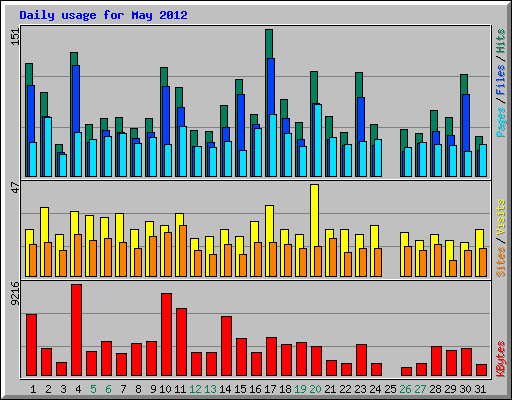 Daily usage for May 2012
151
Pages / Files / Hits
47
Sites / Visits
9216
KBytes
1 2 3 4 5 6 7 8 9 10 11 12 13 14 15 16 17 18 19 20 21 22 23 24 25 26 27 28 29 30 31